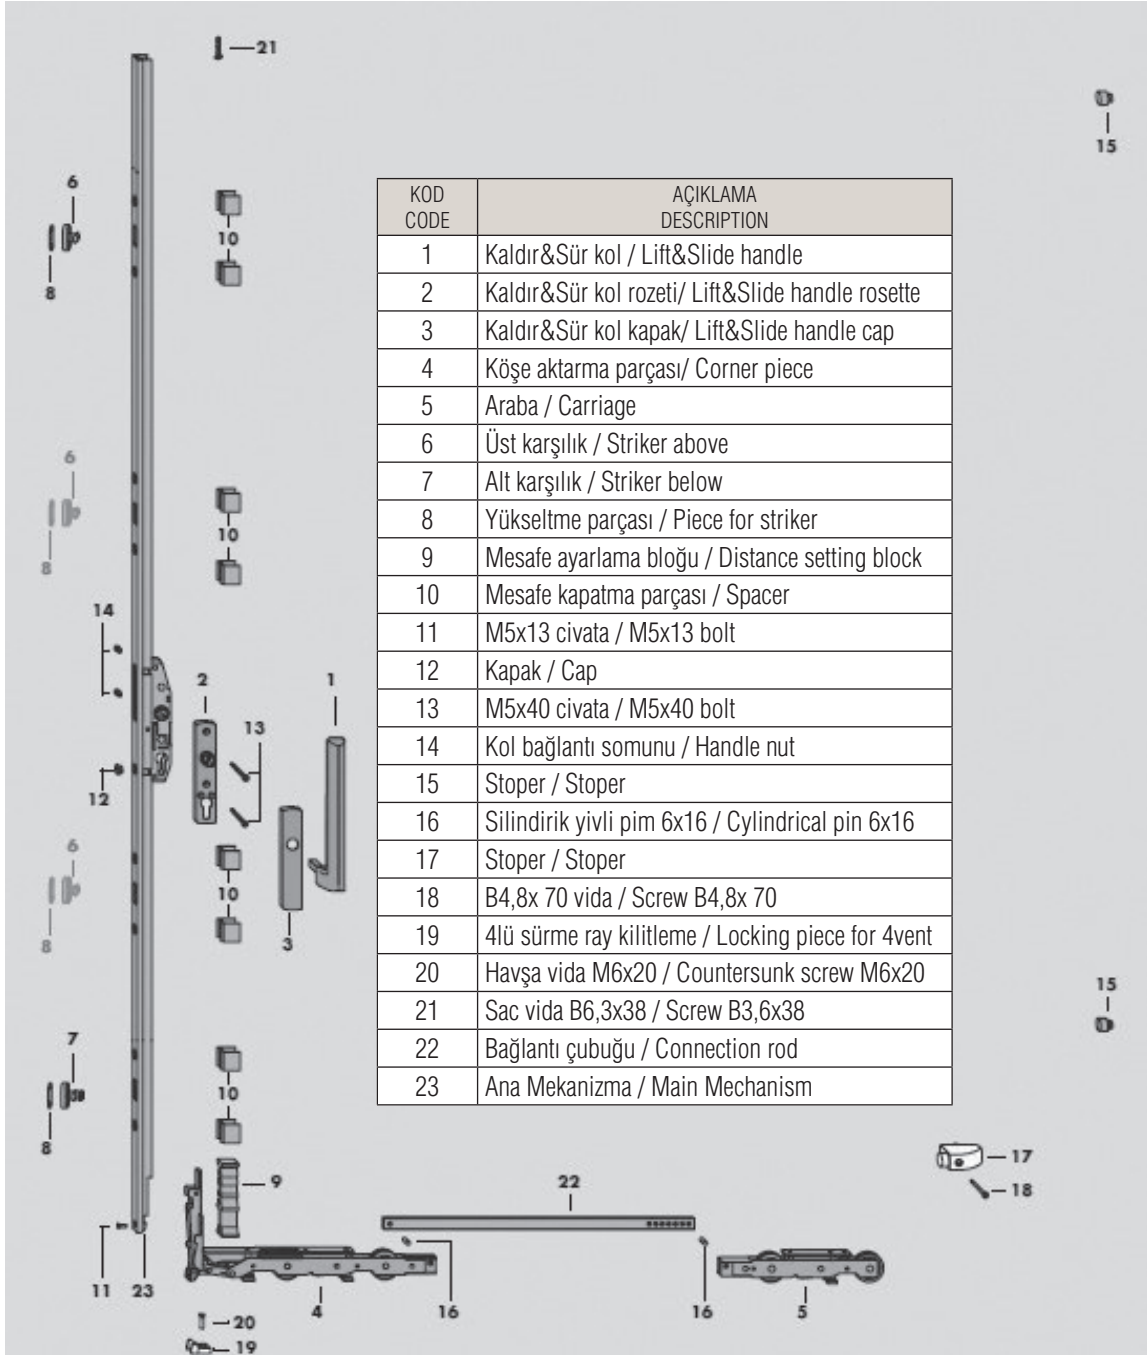 21
15
6
10
8
KOD AÇIKLAMA
CODE DESCRIPTION
1 Kaldır&Sür kol / Lift&Slide handle
2 Kaldır&Sür kol rozeti/ Lift&Slide handle rosette
3 Kaldır&Sür kol kapak/ Lift&Slide handle cap
4 Köşe aktarma parçası/ Corner piece
5 Araba / Carriage
6 Üst karşılık / Striker above
7 Alt karşılık / Striker below
8 Yükseltme parçası / Piece for striker
9 Mesafe ayarlama bloğu / Distance setting block
10 Mesafe kapatma parçası / Spacer
11 M5x13 civata / M5x13 bolt
12 Kapak / Cap
13 M5x40 civata / M5x40 bolt
14 Kol bağlantı somunu / Handle nut
15 Stoper / Stoper
16 Silindirik yivli pim 6x16 / Cylindrical pin 6x16
17 Stoper / Stoper
18 B4,8x 70 vida / Screw B4,8x 70
19 4lü sürme ray kilitleme / Locking piece for 4vent
20 Havşa vida M6x20 / Countersunk screw M6x20
21 Sac vida B6,3x38 / Screw B3,6x38
22 Bağlantı çubuğu / Connection rod
23 Ana Mekanizma / Main Mechanism
6
10
8
14
2
1
13
12
6
10
8
3
15
7
10
8
17
9
22
18
11
23
4
16
16
5
20
19